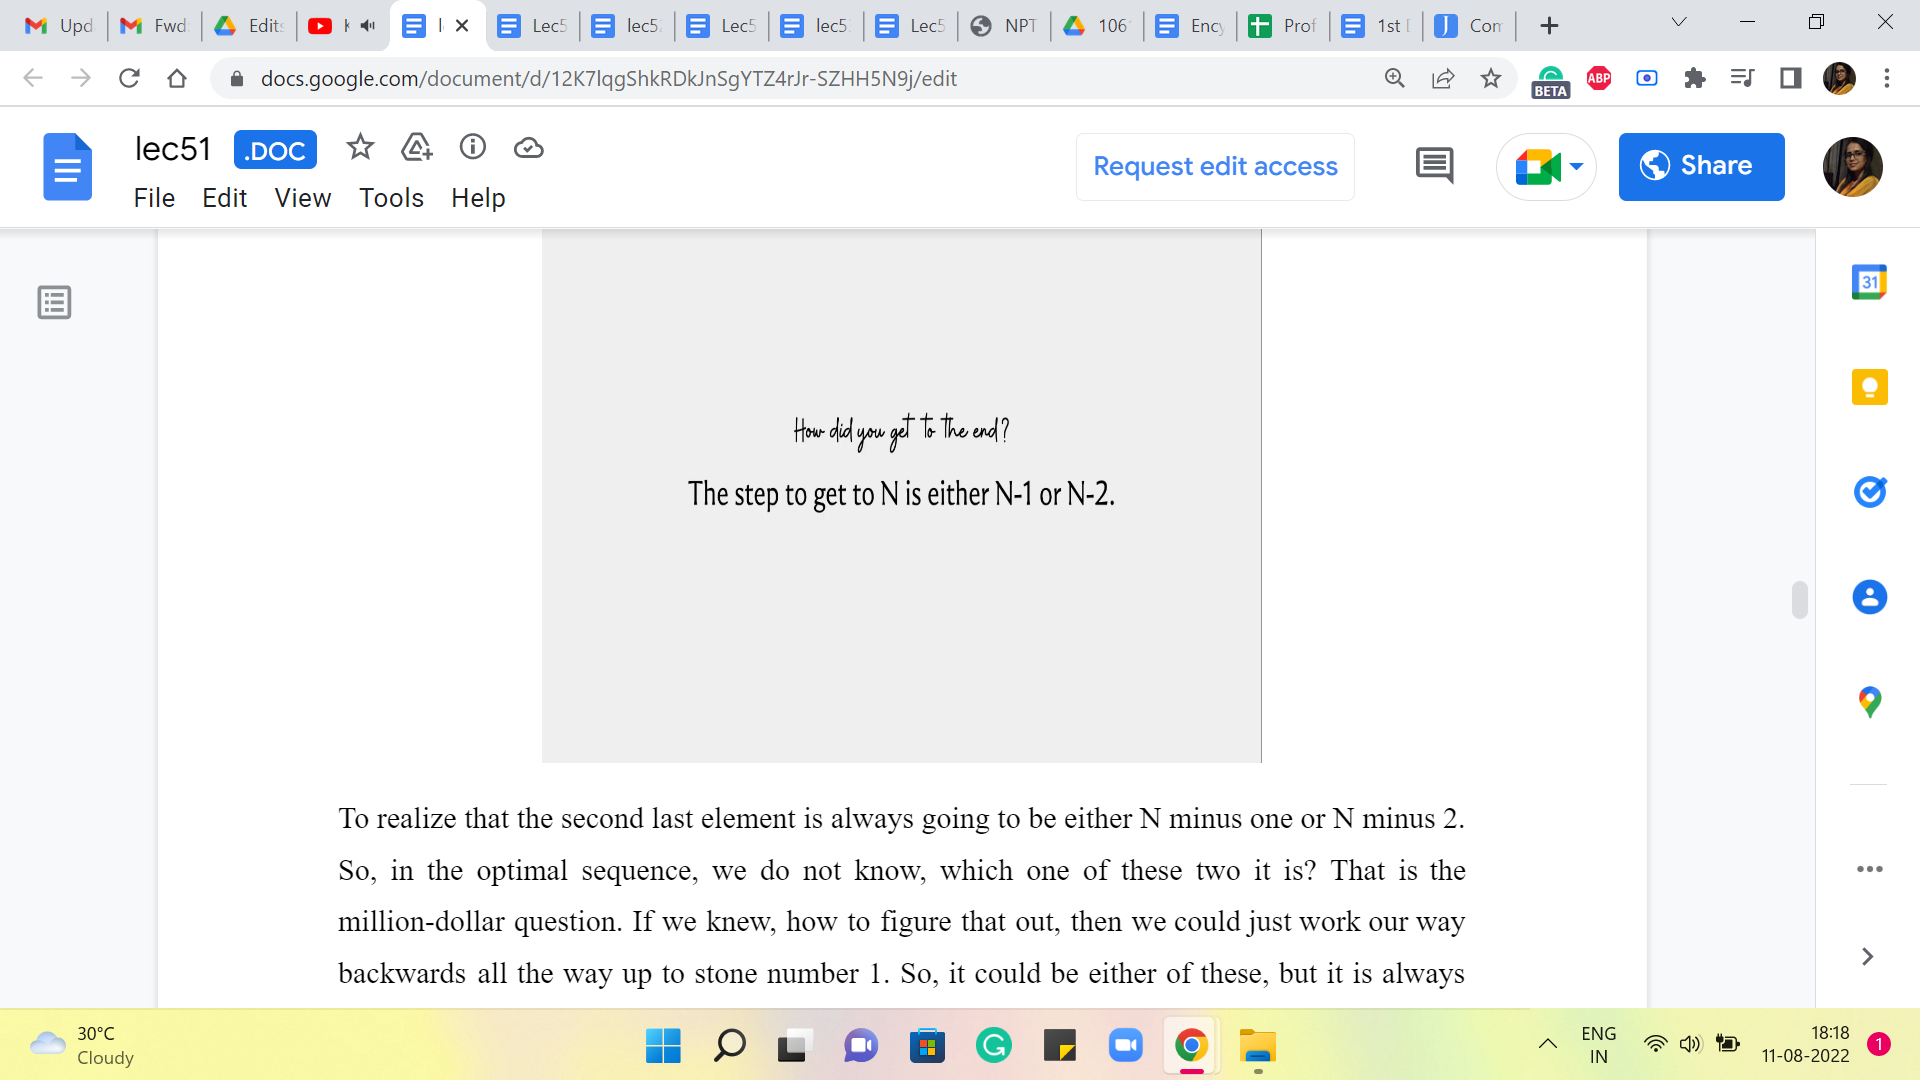 Upd
Fwd
Edits
lec5
Lec5
lec5
Lec5
NPT
106
Ency
Prof
1st
Con
docs.google.com/document/d/12K7lqgShkRDkJnSgYTZ4rJr-SZHH5N9j/edit
ABP
BETA
lec51
.DOC
File Edit View Tools Help
Request edit access
Share
31
How did you get to the end?
The step to get to N is either N-1 or N-2.
To realize that the second last element is always going to be either N minus one or N minus 2.
So, in the optimal sequence, we do not know, which one of these two it is? That is the
million-dollar question. If we knew, how to figure that out, then we could just work our way
backwards all the way up to stone number 1. So, it could be either of these, but it is always
30°C
Cloudy
ENG
IN
18:18
11-08-2022
1